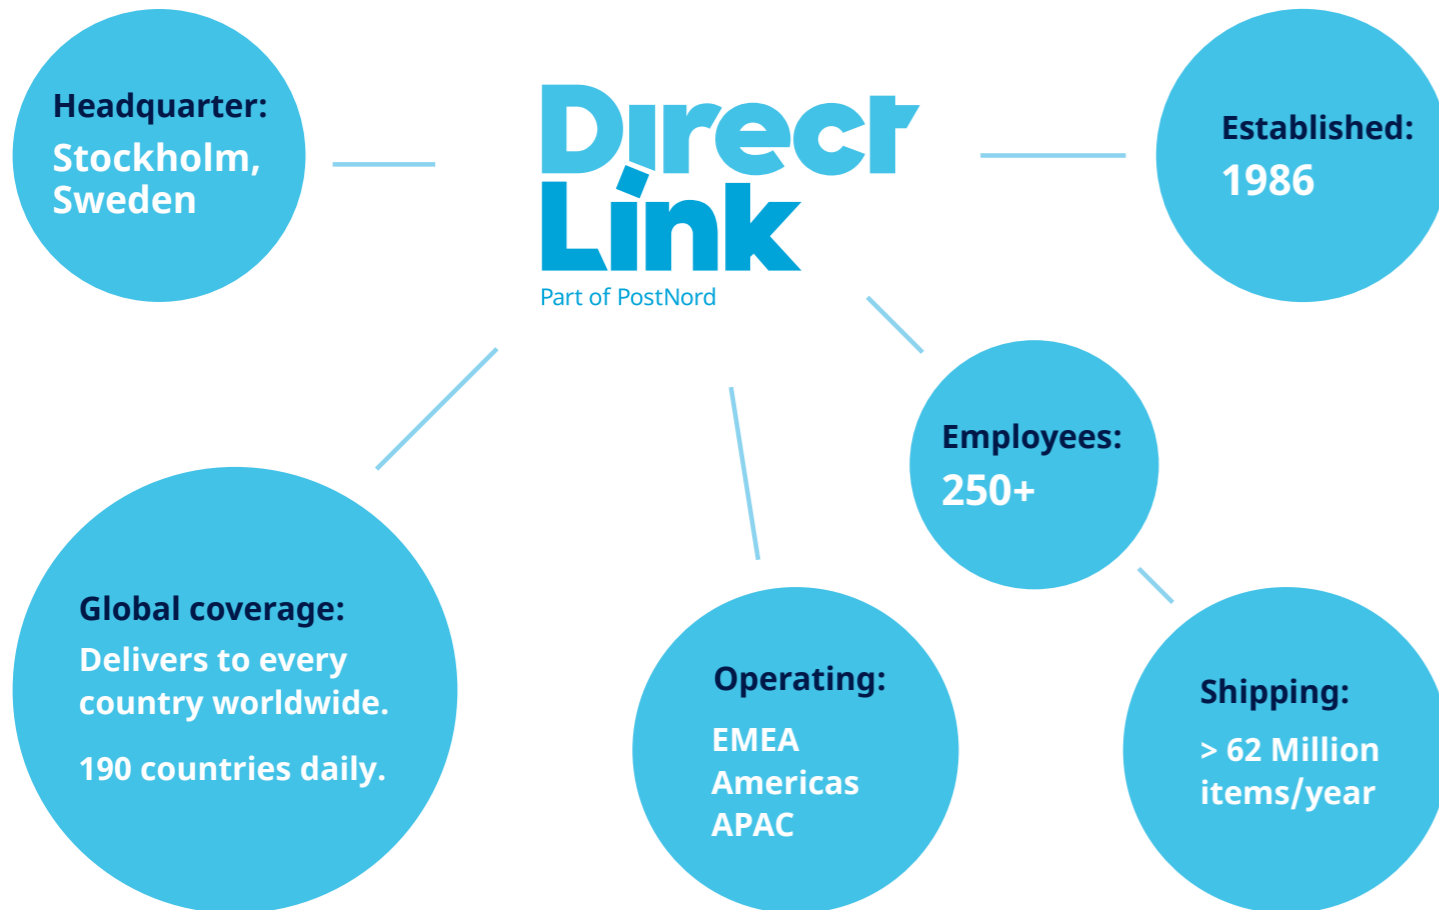 Headquarter:
Stockholm,
Sweden
Direct
Link
Part of PostNord
Established:
1986
Employees:
250+
Global coverage:
Delivers to every
country worldwide.
190 countries daily.
Operating:
EMEA
Americas
APAC
Shipping:
> 62 Million
items/year